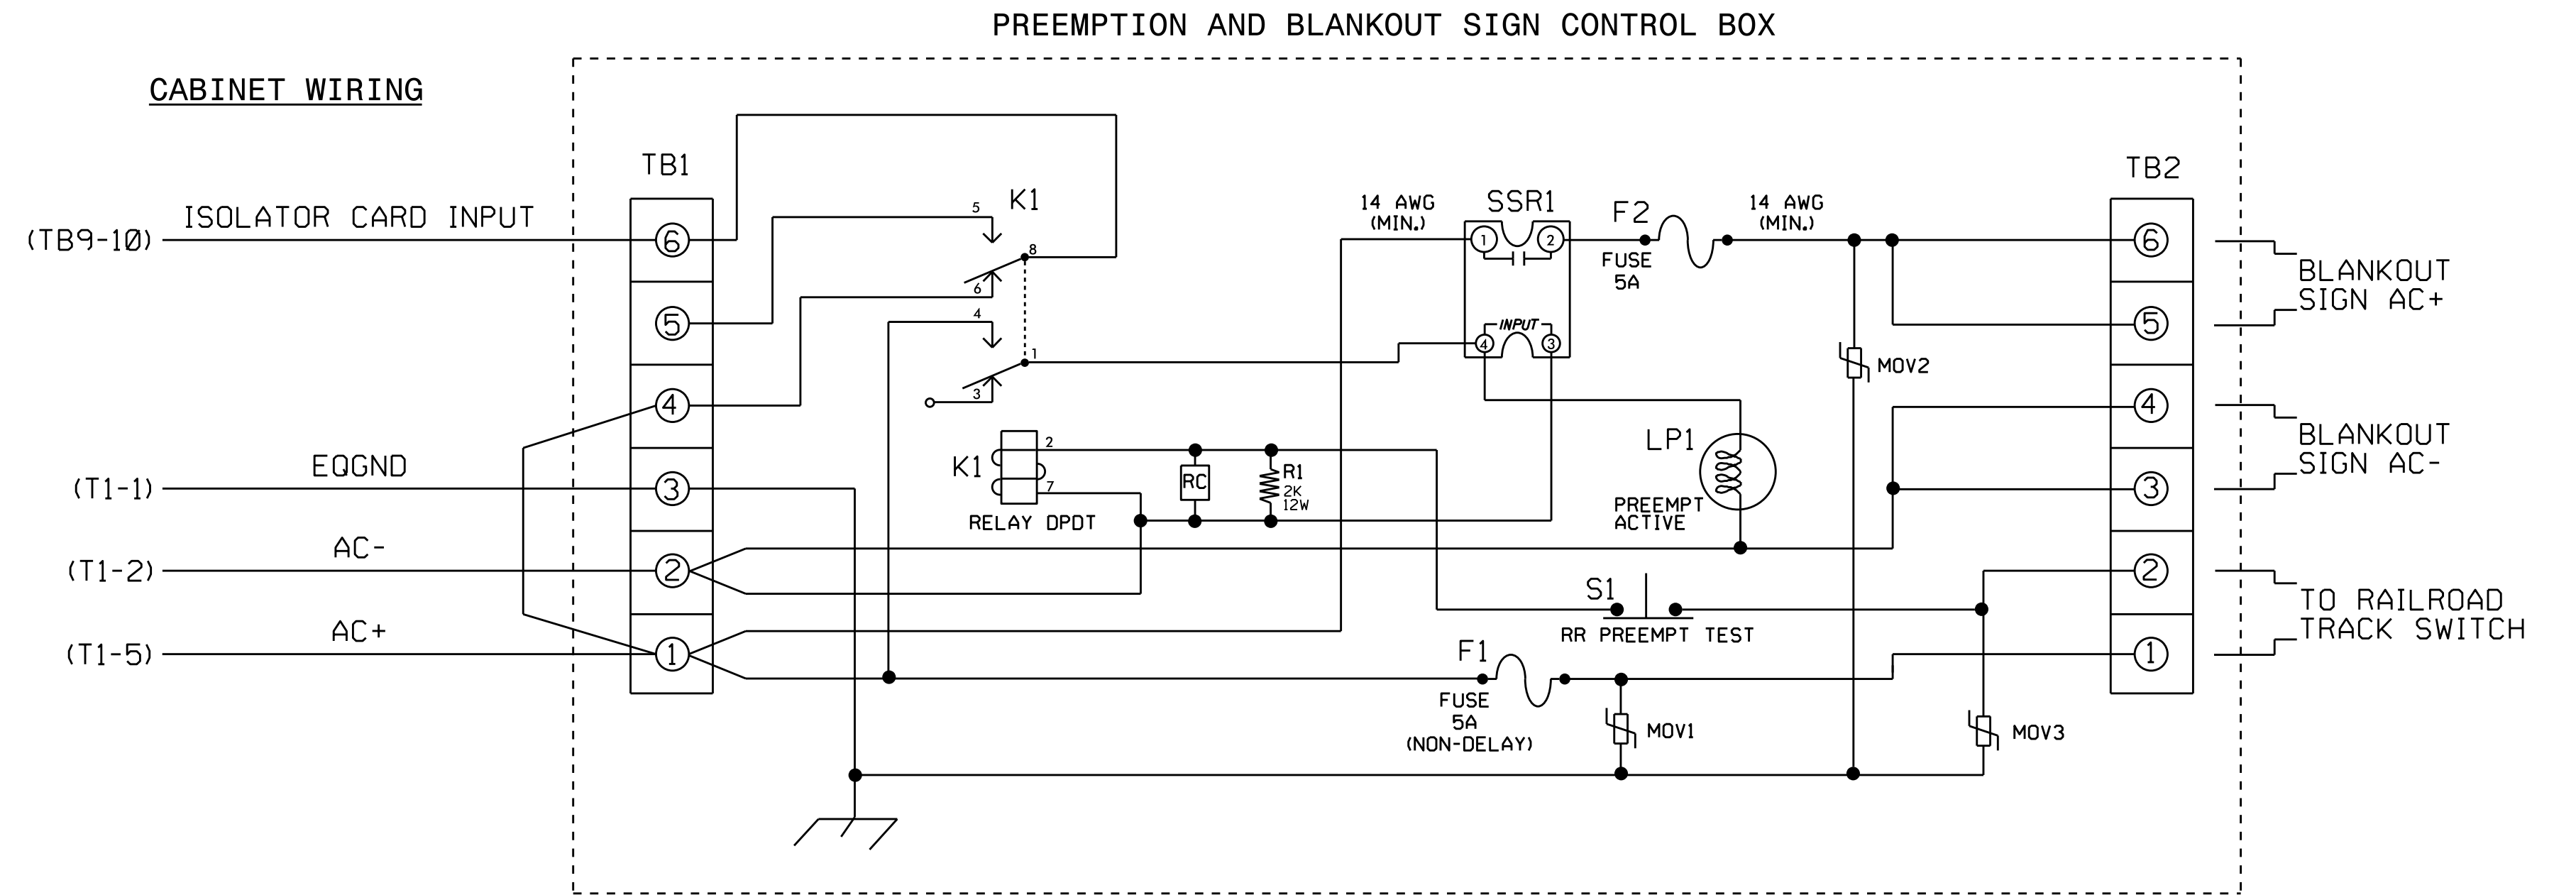 PREEMPTION AND BLANKOUT SIGN CONTROL BOX
CABINET WIRING
TB1
TB2
(TB9-10)
ISOLATOR CARD INPUT
6
5
4
3
2
1
EQGND
(T1-1)
AC-
(T1-2)
AC+
(T1-5)
K1
5
8
6
4
1
3
K1
2
7
RELAY DPDT
RC
R1
2K
12W
14 AWG
(MIN.)
SSR1
1
2
INPUT
4
3
F2
FUSE
5A
14 AWG
(MIN.)
MOV2
LP1
PREEMPT
ACTIVE
S1
RR PREEMPT TEST
F1
FUSE
5A
(NON-DELAY)
MOV1
MOV3
6
5
4
3
2
1
BLANKOUT
SIGN AC+
BLANKOUT
SIGN AC-
TO RAILROAD
TRACK SWITCH